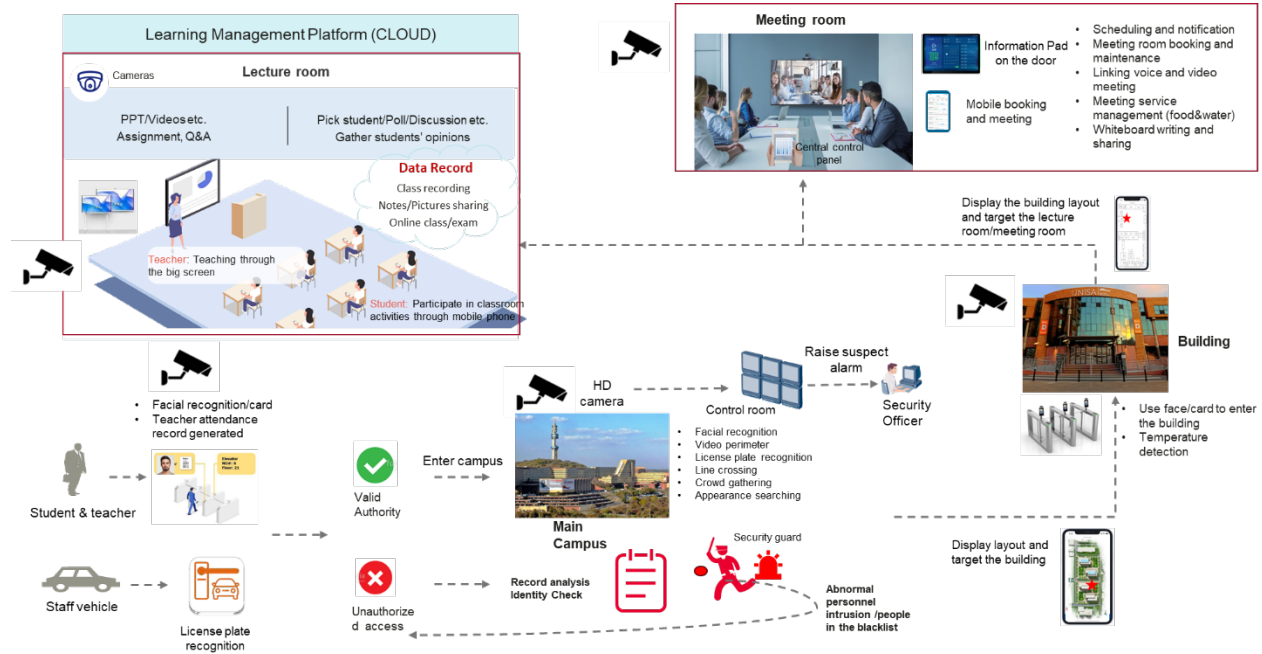 Learning Management Platform (CLOUD)
Cameras
Lecture room
PPT/Videos etc.
Assignment, Q&A
Pick student/Poll/Discussion etc.
Gather students' opinions
Data Record
Class recording
Notes/Pictures sharing
Online class/exam
Teacher: Teaching through
the big screen
Student: Participate in classroom
activities through mobile phone
Meeting room
Central control
panel
Information Pad
on the door
Mobile booking
and meeting
• Scheduling and notification
• Meeting room booking and
maintenance
• Linking voice and video
meeting
• Meeting service
management (food&water)
• Whiteboard writing and
sharing
Display the building layout
and target the lecture
room/meeting room
UNISA
Building
• Use face/card to enter
the building
• Temperature
detection
• Facial recognition/card
• Teacher attendance
record generated
Student & teacher
Staff vehicle
License plate
recognition
Valid
Authority
Enter campus
Unauthorize
d access
HD
camera
Control room
Raise suspect
alarm
Security
Officer
• Facial recognition
• Video perimeter
• License plate recognition
• Line crossing
• Crowd gathering
• Appearance searching
Main
Campus
Record analysis
Identity Check
Security guard
Abnormal
personnel
intrusion /people
in the blacklist
Display layout and
target the building